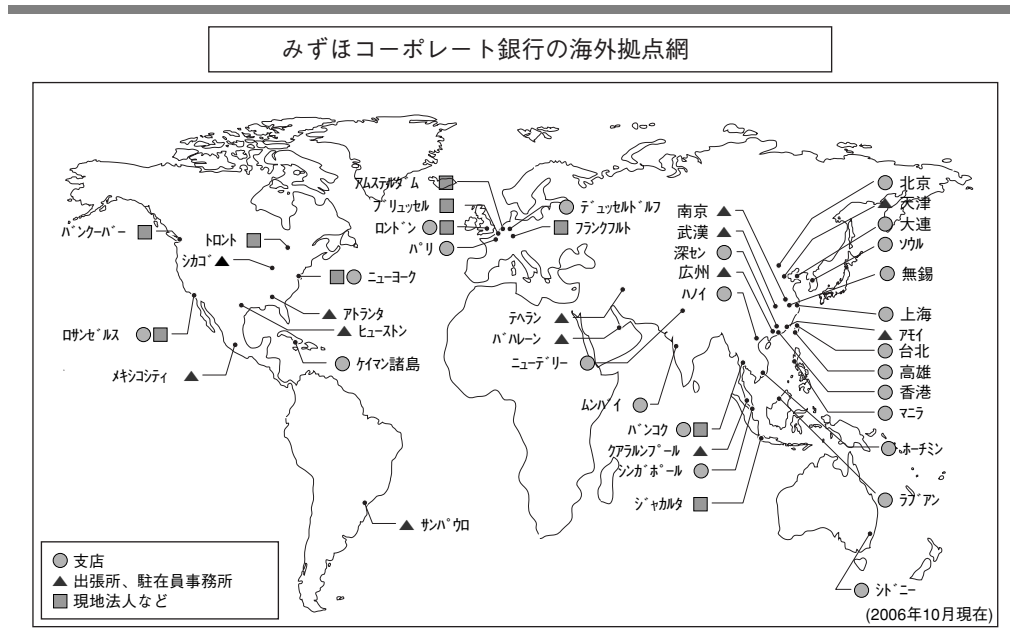 みずほコーポレート銀行の海外拠点網
アムステルダム
ブリュッセル
ロンドン
パリ
デュッセルドルフ
フランクフルト
バンクーバー
トロント
シカゴ
ニューヨーク
アトランタ
ヒューストン
ロサンゼルス
ケイマン諸島
メキシコシティ
サンパウロ
テヘラン
バハレーン
ニューデリー
ムンバイ
バンコク
クアラルンプール
シンガポール
ジャカルタ
南京
武漢
深セン
広州
ハノイ
北京
天津
大連
ソウル
無錫
上海
アモイ
台北
高雄
香港
マニラ
ホーチミン
ラブアン
シドニー
支店
出張所、駐在員事務所
現地法人など
(2006年10月現在)